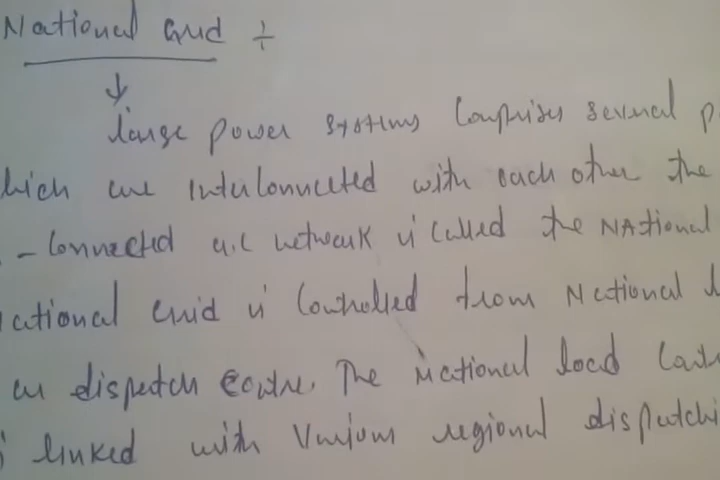 National Grid ÷
↓
large power systems comprises several p
hich are interconnected with each other the
- connected a.c network is called the NAtional
ational Grid is controlled from National l
dispatch centre. The National load
linked with various regional dispatchi